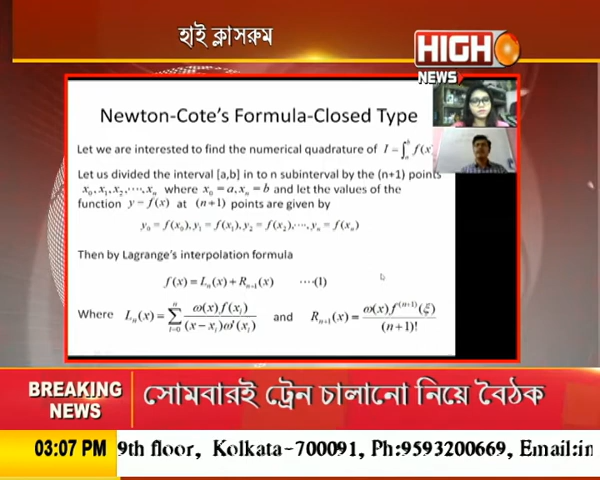 হাই ক্লাসরুম
HIGH
NEWS
Newton-Cote's Formula-Closed Type
Let we are interested to find the numerical quadrature of I = ∫_a^b f(x
Let us divided the interval [a,b] in to n subinterval by the (n+1) points
x₀, x₁, x₂, ⋯, xₙ where x₀ = a, xₙ = b and let the values of the
function y = f(x) at (n+1) points are given by
y₀ = f(x₀), y₁ = f(x₁), y₂ = f(x₂), ⋯, yₙ = f(xₙ)
Then by Lagrange's interpolation formula
f(x) = Lₙ(x) + Rₙ₊₁(x) ⋯(1)
Where Lₙ(x) = ∑_{i=0}^{n} ω(x)f(xᵢ) / (x − xᵢ)ω'(xᵢ) and Rₙ₊₁(x) = ω(x)f^{(n+1)}(ξ) / (n+1)!
BREAKING
NEWS
সোমবারই ট্রেন চালানো নিয়ে বৈঠক
03:07 PM 9th floor, Kolkata-700091, Ph:9593200669, Email:in